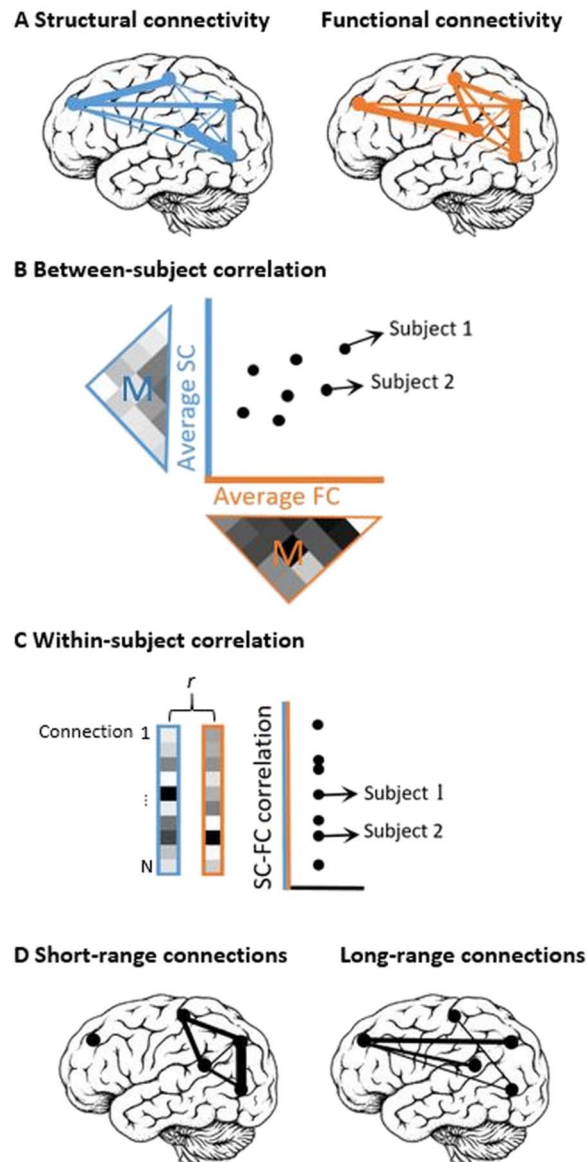 A Structural connectivity
Functional connectivity
B Between-subject correlation
M
Average SC
Subject 1
Subject 2
Average FC
M
C Within-subject correlation
r
Connection 1
⋮
N
SC-FC correlation
Subject 1
Subject 2
D Short-range connections
Long-range connections